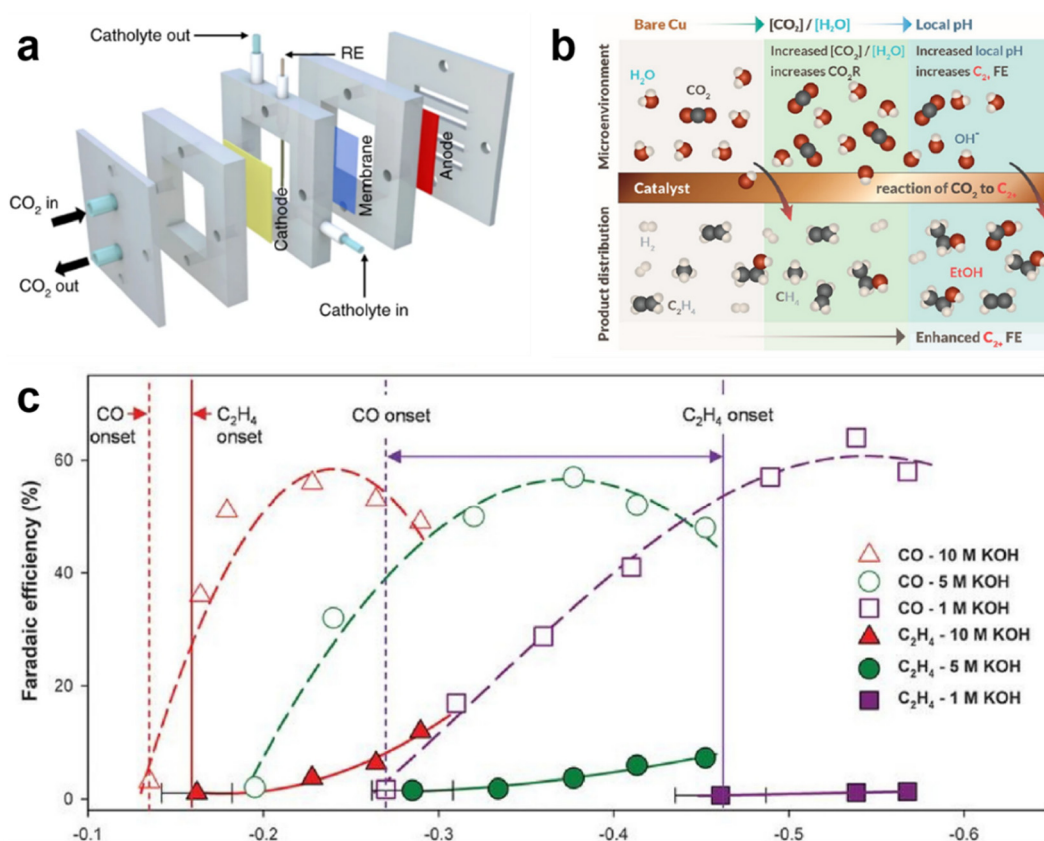 a
Catholyte out
RE
CO₂ in
CO₂ out
Cathode
Membrane
Anode
Catholyte in
b
Bare Cu
[CO₂] / [H₂O]
Local pH
Microenvironment
H₂O
CO₂
Increased [CO₂] / [H₂O]
increases CO₂R
Increased local pH
increases C₂₊ FE
OH⁻
Catalyst
reaction of CO₂ to C₂₊
Product distribution
H₂
C₂H₄
CH₄
EtOH
Enhanced C₂₊ FE
c
CO
onset
C₂H₄
onset
CO onset
C₂H₄ onset
Faradaic efficiency (%)
60
40
20
0
CO - 10 M KOH
CO - 5 M KOH
CO - 1 M KOH
C₂H₄ - 10 M KOH
C₂H₄ - 5 M KOH
C₂H₄ - 1 M KOH
-0.1
-0.2
-0.3
-0.4
-0.5
-0.6